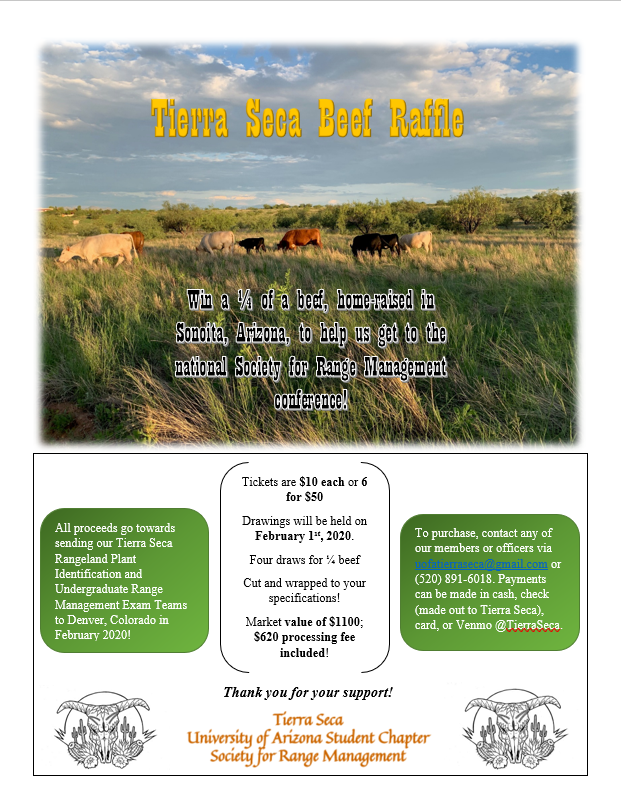 Tierra Seca Beef Raffle
Win a ¼ of a beef, home-raised in
Sonoita, Arizona, to help us get to the
national Society for Range Management
conference!
All proceeds go towards
sending our Tierra Seca
Rangeland Plant
Identification and
Undergraduate Range
Management Exam Teams
to Denver, Colorado in
February 2020!
Tickets are $10 each or 6
for $50
Drawings will be held on
February 1st, 2020.
Four draws for ¼ beef
Cut and wrapped to your
specifications!
Market value of $1100;
$620 processing fee
included!
To purchase, contact any of
our members or officers via
uofatierraseca@gmail.com or
(520) 891-6018. Payments
can be made in cash, check
(made out to Tierra Seca),
card, or Venmo @TierraSeca.
Thank you for your support!
Tierra Seca
University of Arizona Student Chapter
Society for Range Management